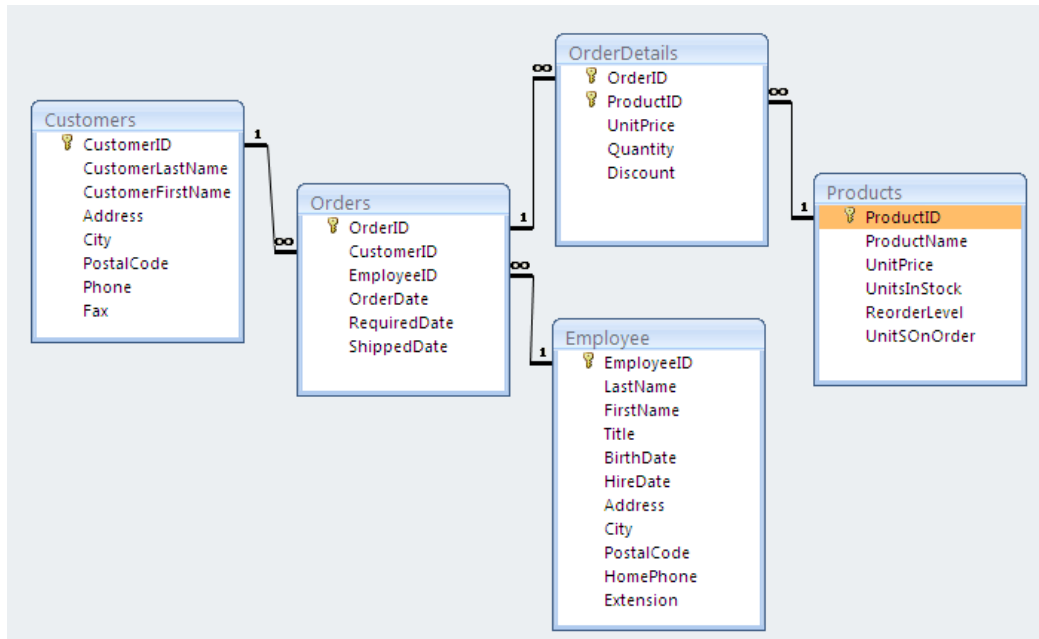 Customers
CustomerID
CustomerLastName
CustomerFirstName
Address
City
PostalCode
Phone
Fax
1
∞
Orders
OrderID
CustomerID
EmployeeID
OrderDate
RequiredDate
ShippedDate
1
∞
∞
1
OrderDetails
OrderID
ProductID
UnitPrice
Quantity
Discount
∞
1
Employee
EmployeeID
LastName
FirstName
Title
BirthDate
HireDate
Address
City
PostalCode
HomePhone
Extension
Products
ProductID
ProductName
UnitPrice
UnitsInStock
ReorderLevel
UnitSOnOrder